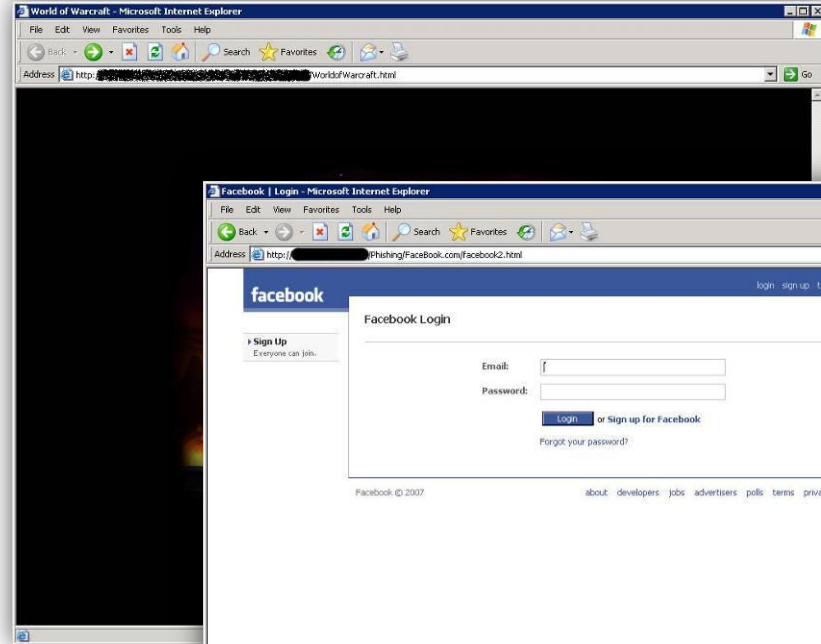 World of Warcraft - Microsoft Internet Explorer
File Edit View Favorites Tools Help
Back Search Favorites
Address http: /WorldofWarcraft.html Go
Facebook | Login - Microsoft Internet Explorer
File Edit View Favorites Tools Help
Back Search Favorites
Address http:// /Phishing/FaceBook.com/facebook2.html
facebook
login sign up
Facebook Login
Sign Up
Everyone can join.
Email:
Password:
Login or Sign up for Facebook
Forgot your password?
Facebook © 2007 about developers jobs advertisers polls terms